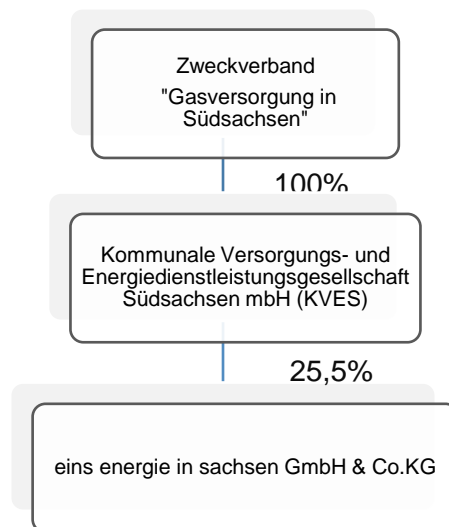 Zweckverband
"Gasversorgung in
Südsachsen"
100%
Kommunale Versorgungs- und
Energiedienstleistungsgesellschaft
Südsachsen mbH (KVES)
25,5%
eins energie in sachsen GmbH & Co.KG